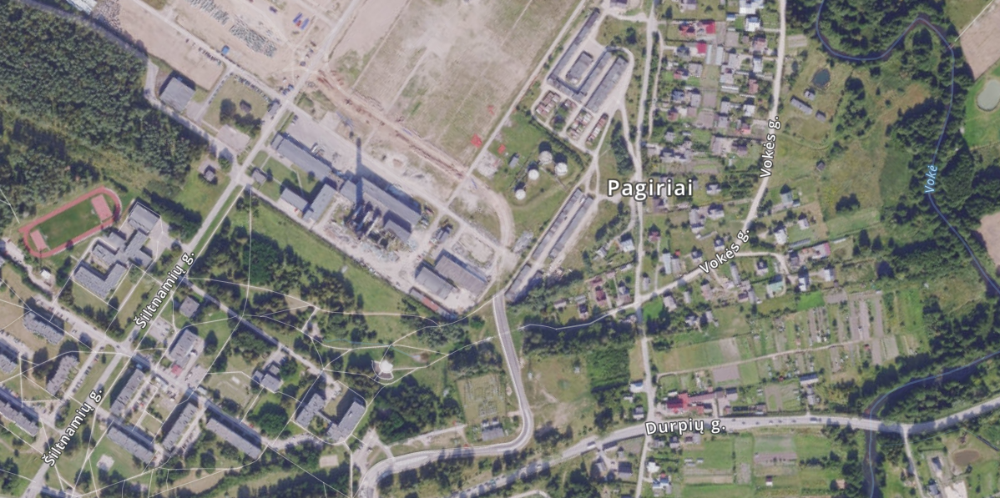 Vokės g.
Vokė
Pagiriai
Vokės g.
Šiltnamių g.
Šiltnamių g.
Durpių g.